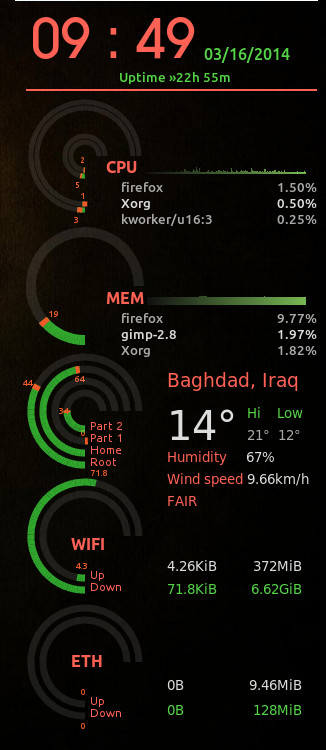 09 : 49 03/16/2014
Uptime »22h 55m
2
5
CPU
1
3
firefox 1.50%
Xorg 0.50%
kworker/u16:3 0.25%
19
MEM
firefox 9.77%
gimp-2.8 1.97%
Xorg 1.82%
44
64
Baghdad, Iraq
14° Hi Low
21° 12°
Part 2
Part 1
Home
Root
Humidity 67%
71.8
Wind speed 9.66km/h
FAIR
WIFI
4.3
Up 4.26KiB 372MiB
Down 71.8KiB 6.62GiB
ETH
0
Up 0B 9.46MiB
Down 0B 128MiB
0